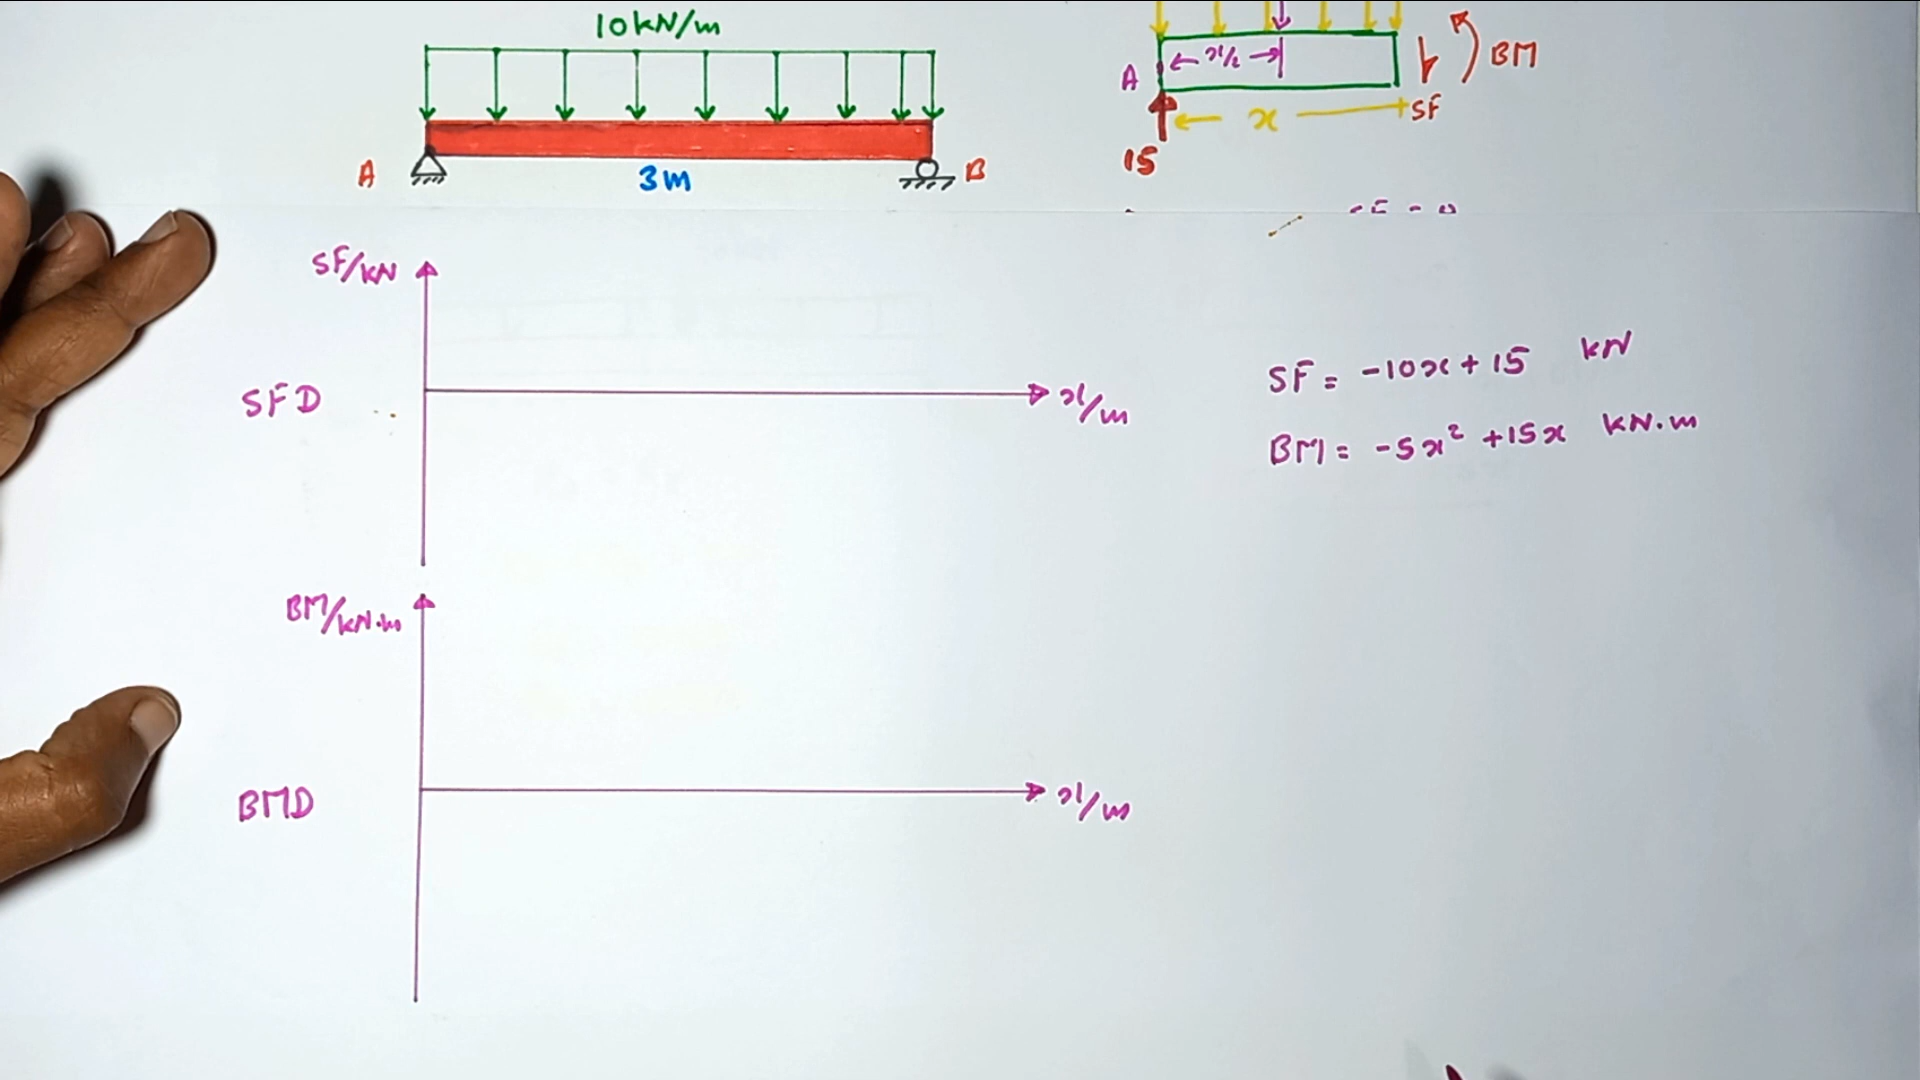 10kN/m
A
3m
B
A
x/2
BM
x
SF
15
SF/kN
SFD
x/m
SF = -10x + 15 kN
BM = -5x² + 15x kN.m
BM/kN.m
BMD
x/m